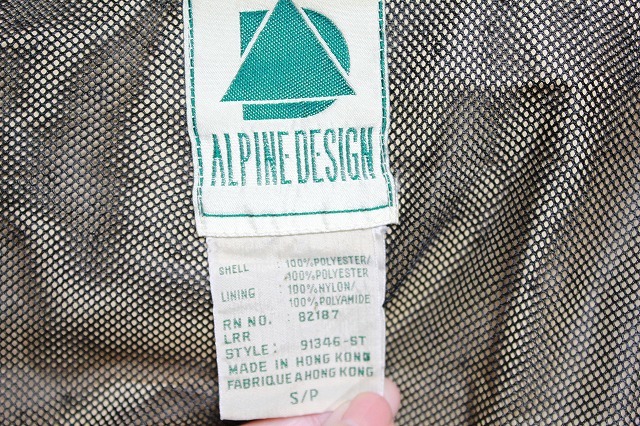 ALPINE DESIGN
SHELL : 100%POLYESTER/
100%POLYESTER
LINING : 100%NYLON/
100%POLYAMIDE
RN NO. : 82187
LRR
STYLE: 91346-ST
MADE IN HONG KONG
FABRIQUE A HONG KONG
S/P